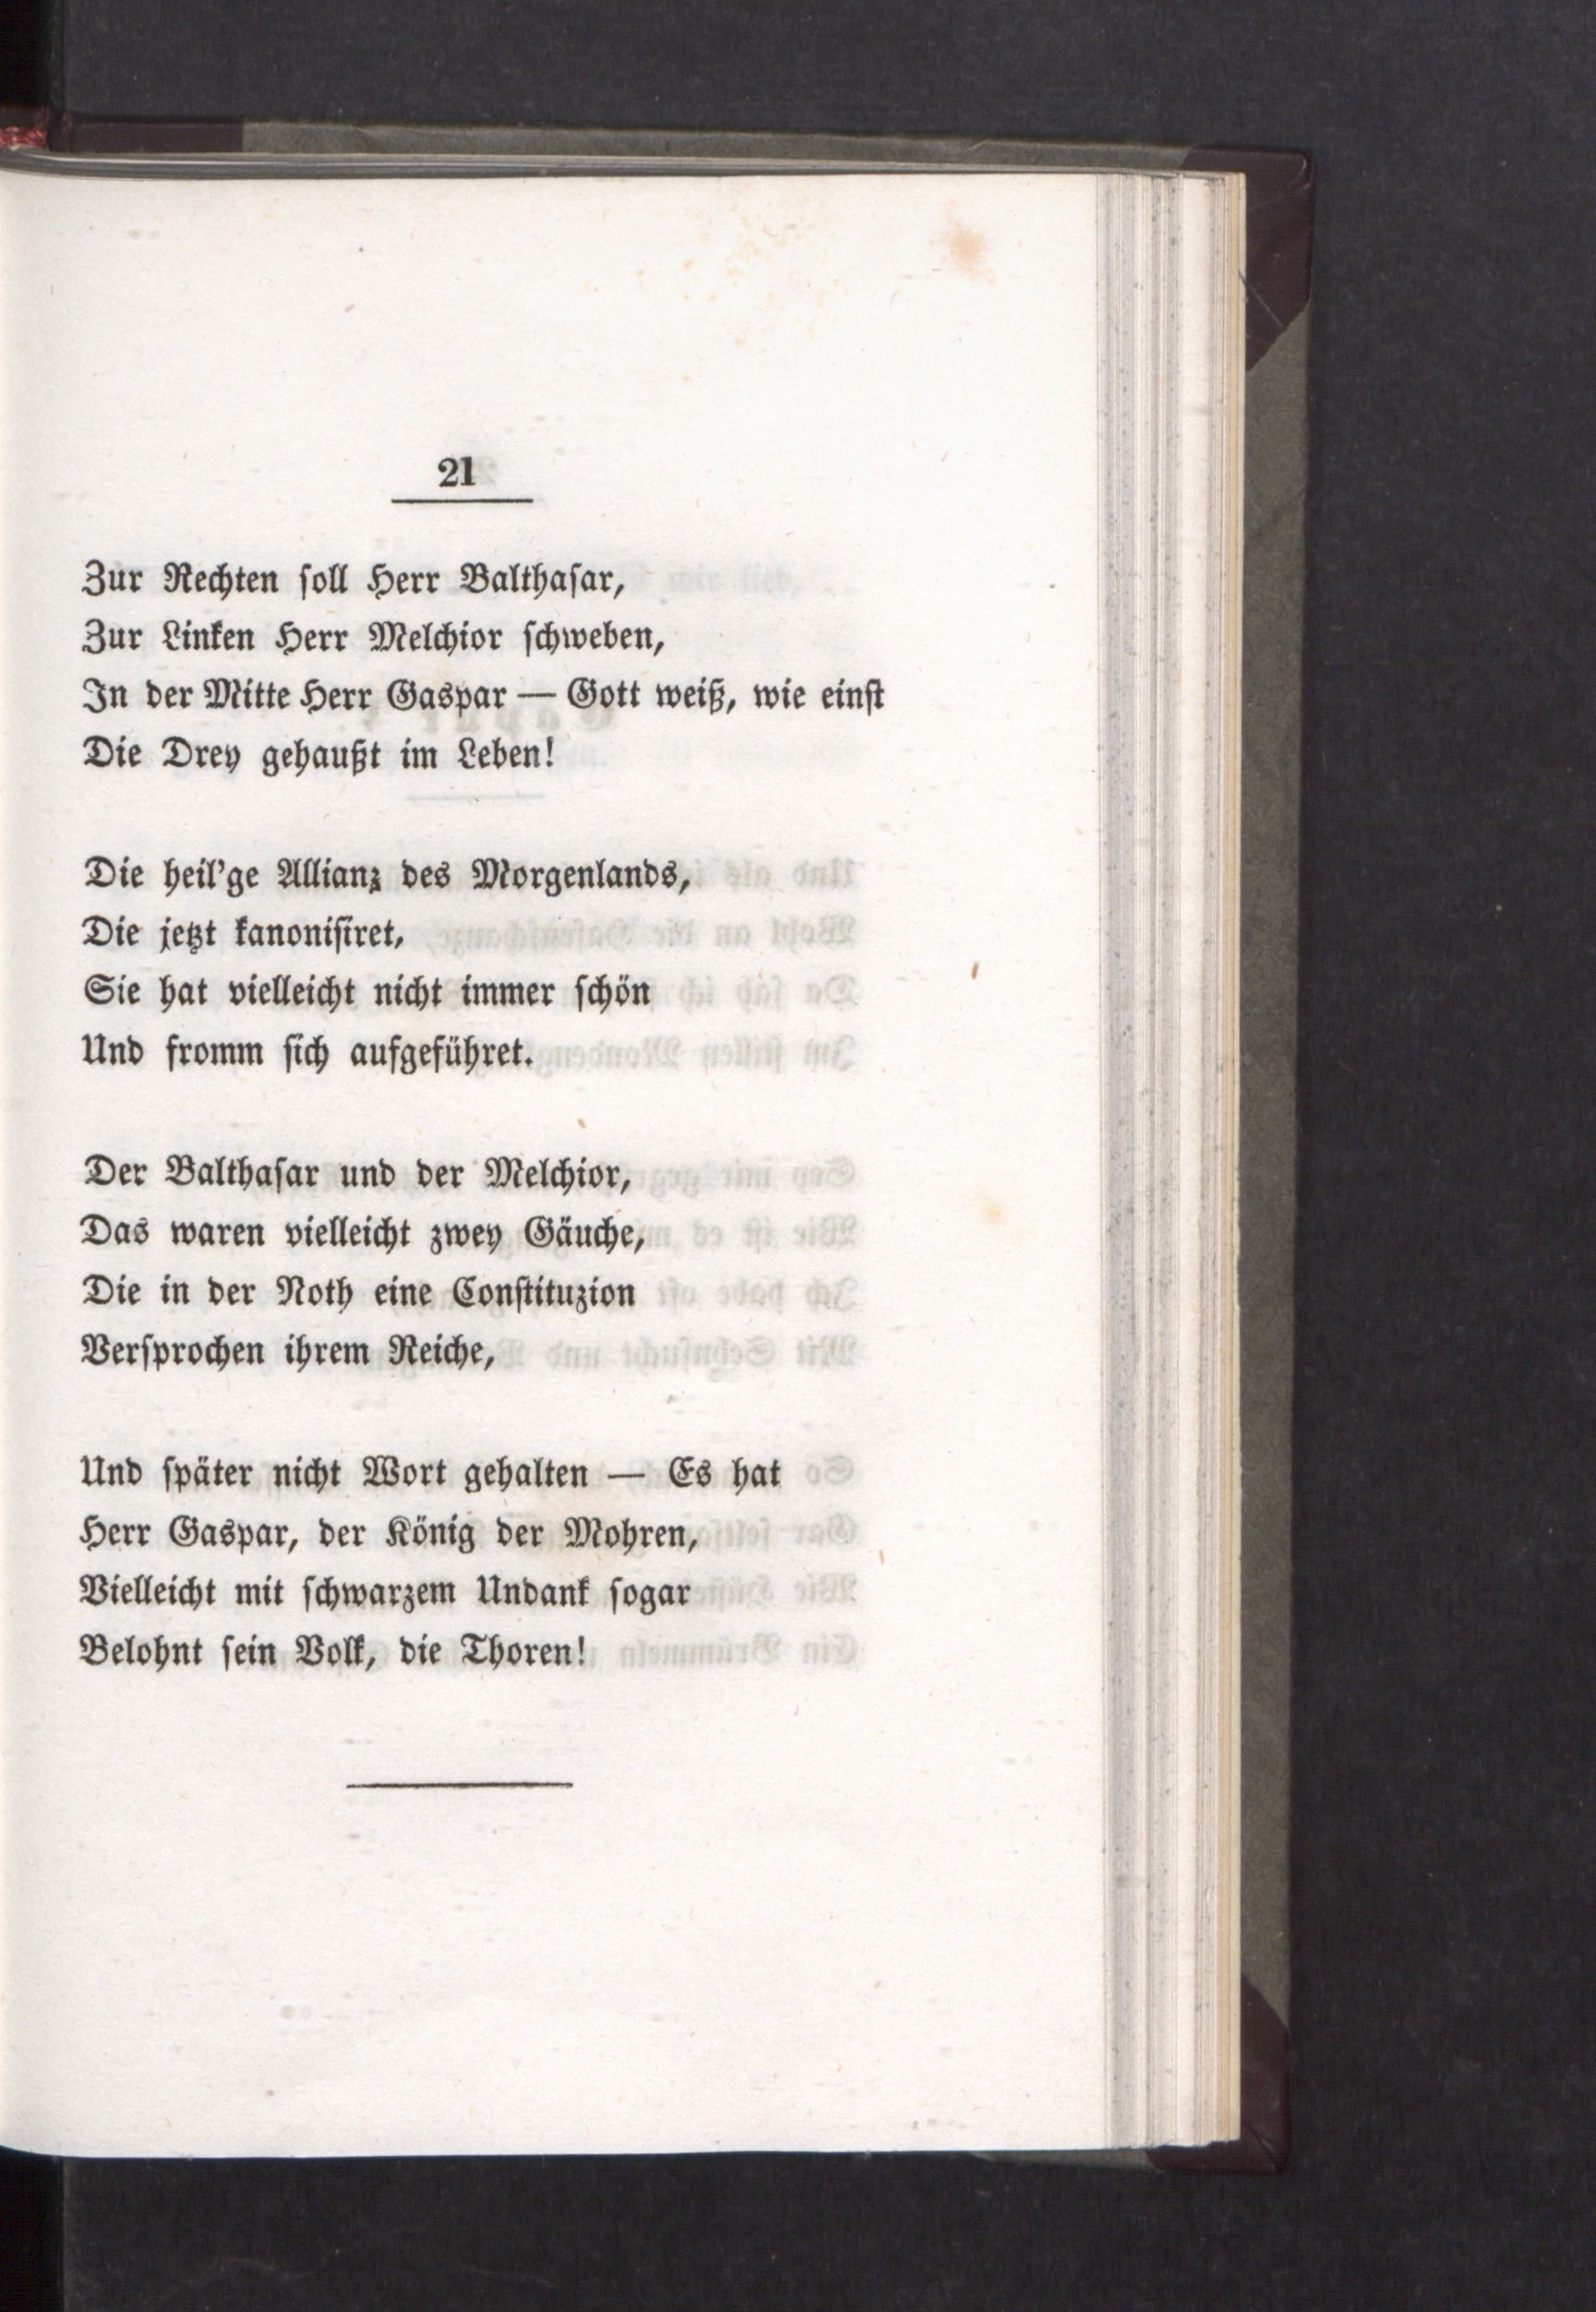 21
Zur Rechten soll Herr Balthasar,
Zur Linken Herr Melchior schweben,
In der Mitte Herr Gaspar — Gott weiß, wie einst
Die Drey gehaußt im Leben!
Die heil'ge Allianz des Morgenlands,
Die jetzt kanonisiret,
Sie hat vielleicht nicht immer schön
Und fromm sich aufgeführet.
Der Balthasar und der Melchior,
Das waren vielleicht zwey Gäuche,
Die in der Noth eine Constituzion
Versprochen ihrem Reiche,
Und später nicht Wort gehalten — Es hat
Herr Gaspar, der König der Mohren,
Vielleicht mit schwarzem Undank sogar
Belohnt sein Volk, die Thoren!